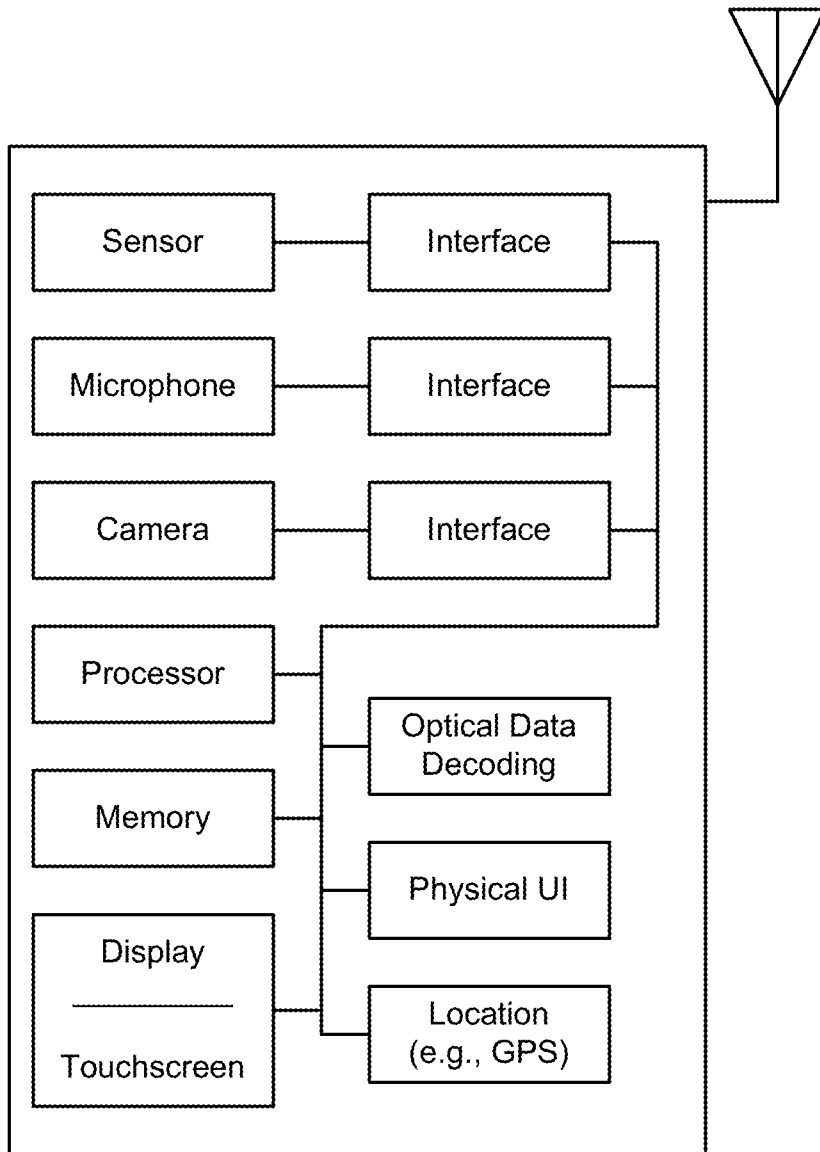 Sensor
Interface
Microphone
Interface
Camera
Interface
Processor
Optical Data
Decoding
Memory
Physical UI
Display
Touchscreen
Location
(e.g., GPS)